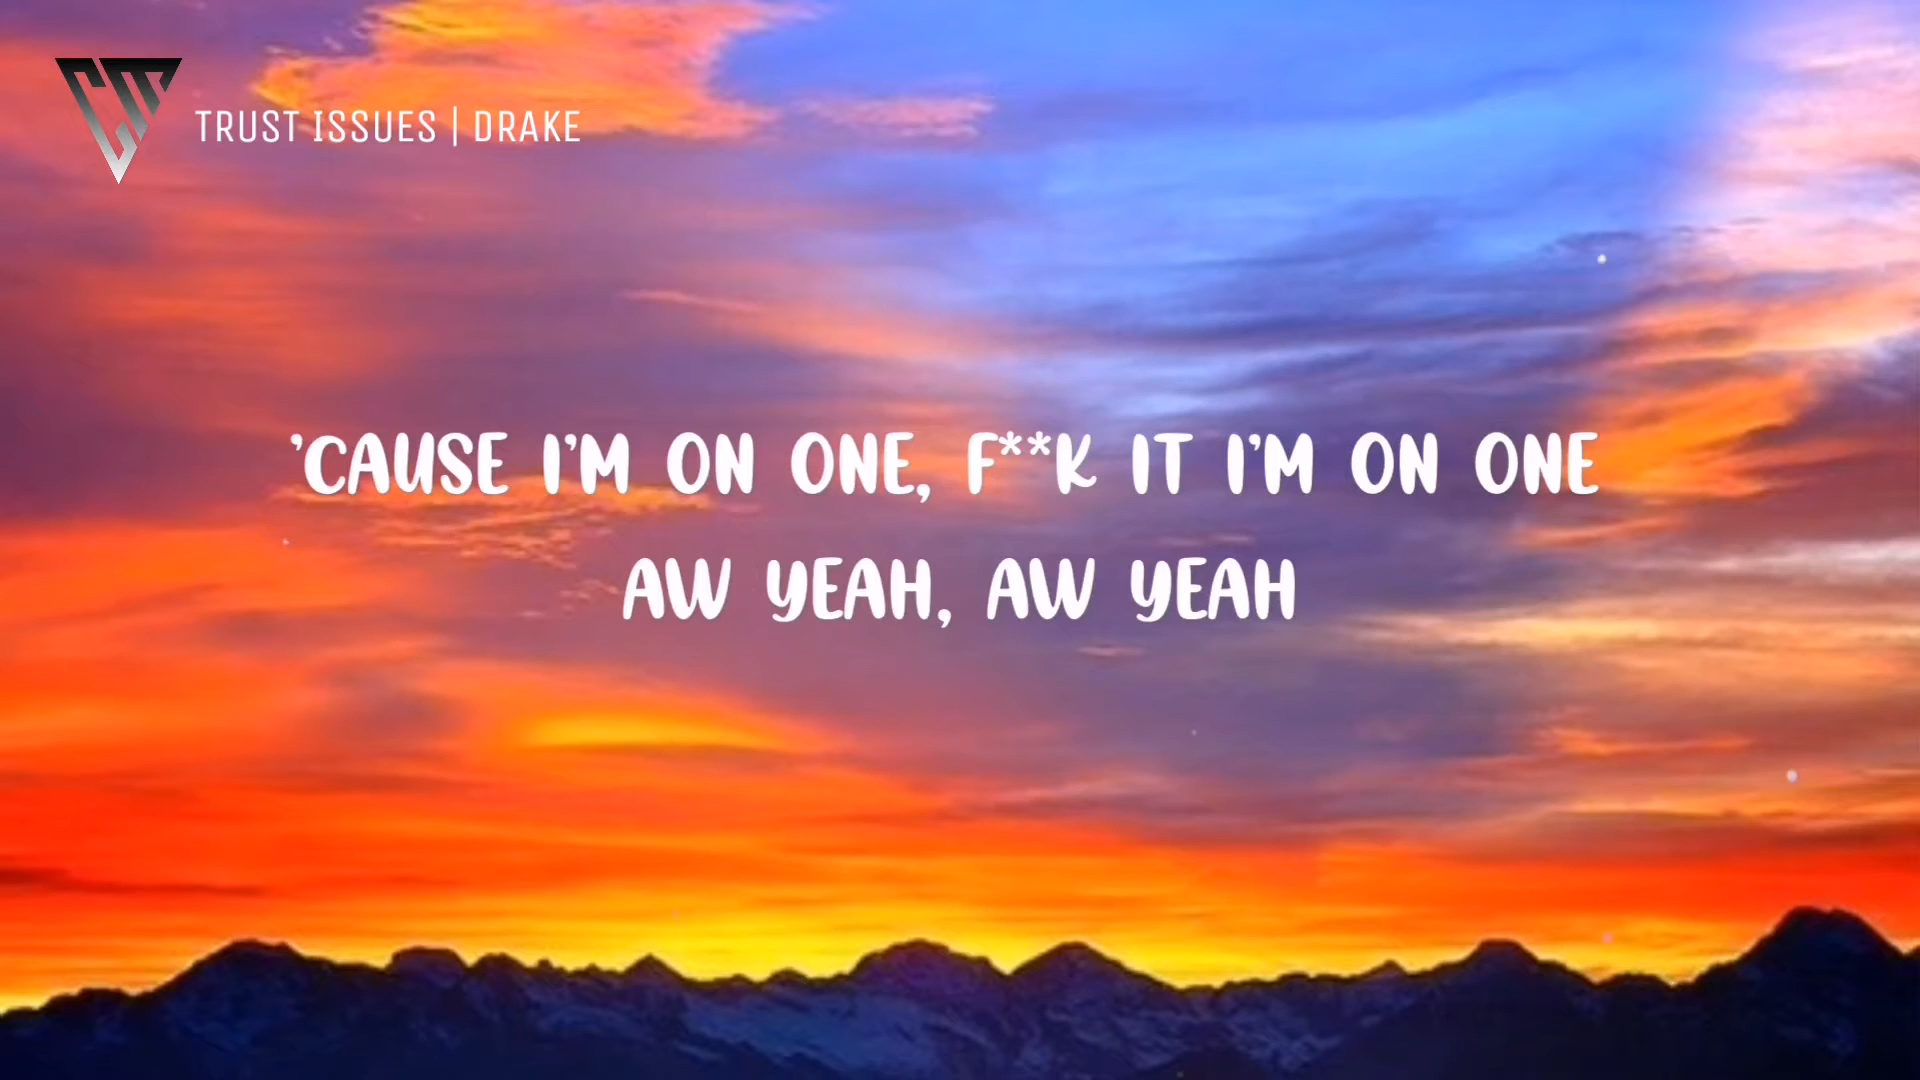 TRUST ISSUES | DRAKE
'CAUSE I'M ON ONE, F**K IT I'M ON ONE
AW YEAH, AW YEAH